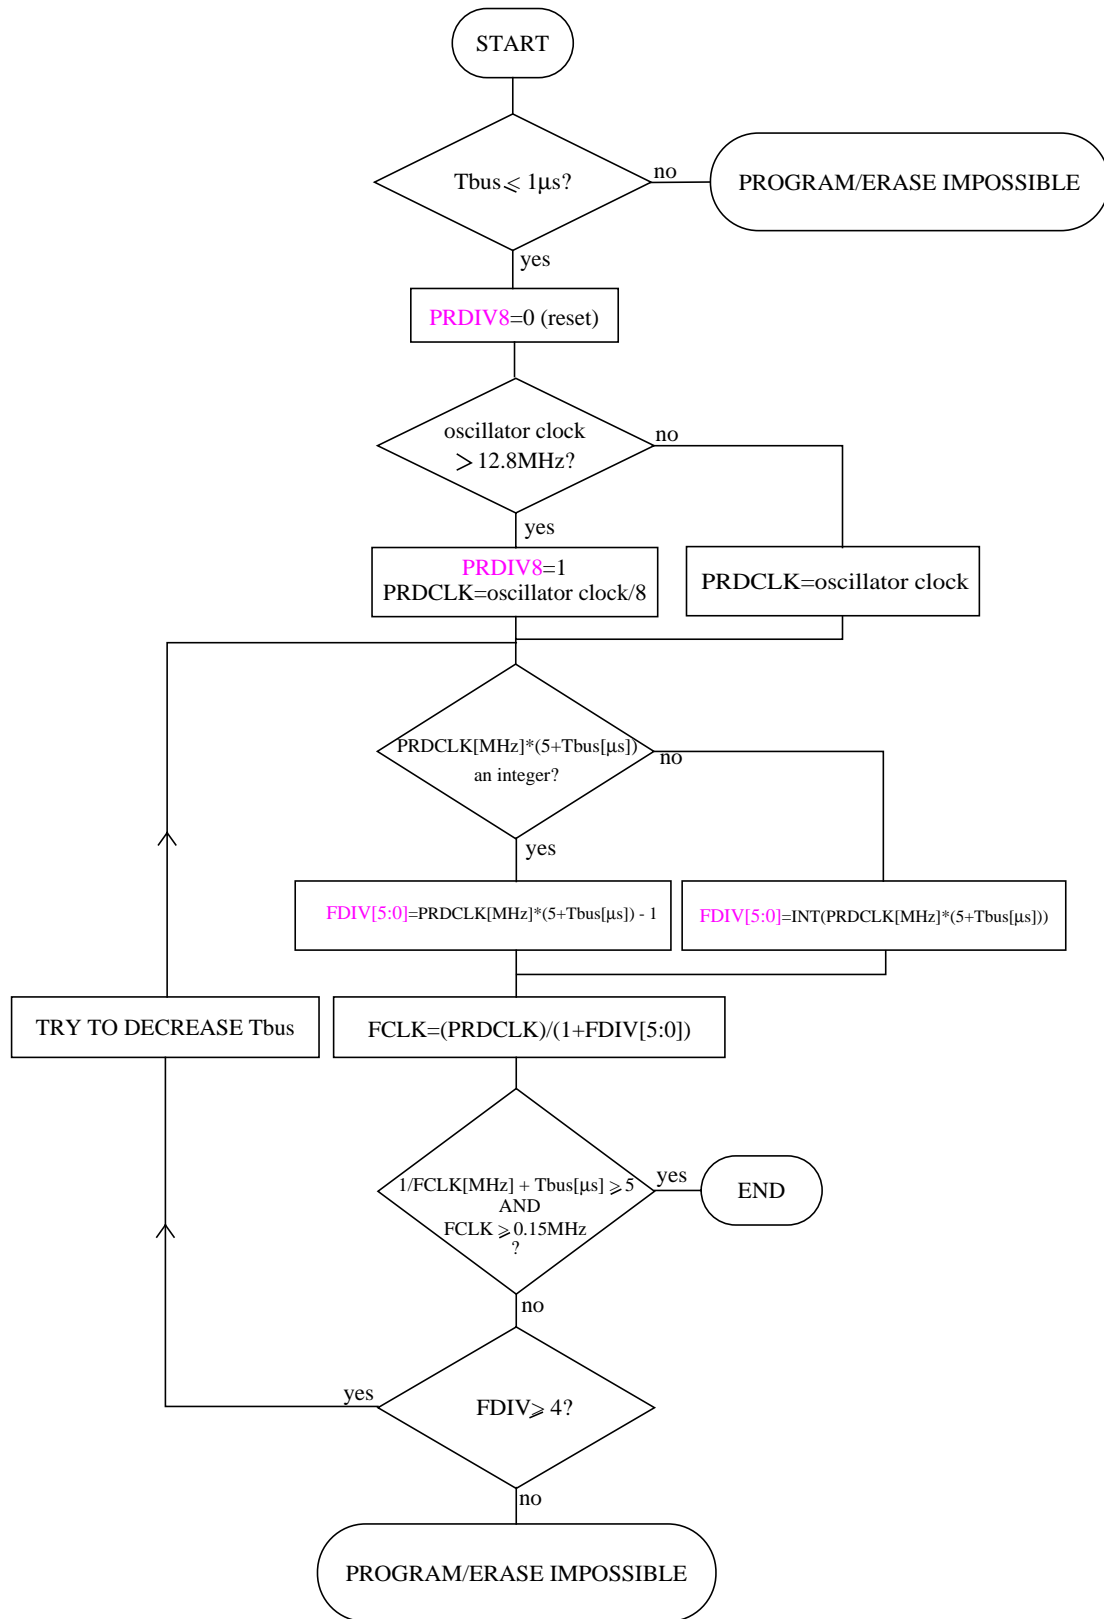 START
Tbus ⩽ 1μs?
no
PROGRAM/ERASE IMPOSSIBLE
yes
PRDIV8=0 (reset)
oscillator clock
> 12.8MHz?
no
yes
PRDIV8=1
PRDCLK=oscillator clock/8
PRDCLK=oscillator clock
PRDCLK[MHz]*(5+Tbus[μs])
an integer?
no
yes
FDIV[5:0]=PRDCLK[MHz]*(5+Tbus[μs]) - 1
FDIV[5:0]=INT(PRDCLK[MHz]*(5+Tbus[μs]))
TRY TO DECREASE Tbus
FCLK=(PRDCLK)/(1+FDIV[5:0])
1/FCLK[MHz] + Tbus[μs] ⩾ 5
AND
FCLK ⩾ 0.15MHz
?
yes
END
no
yes
FDIV ⩾ 4?
no
PROGRAM/ERASE IMPOSSIBLE